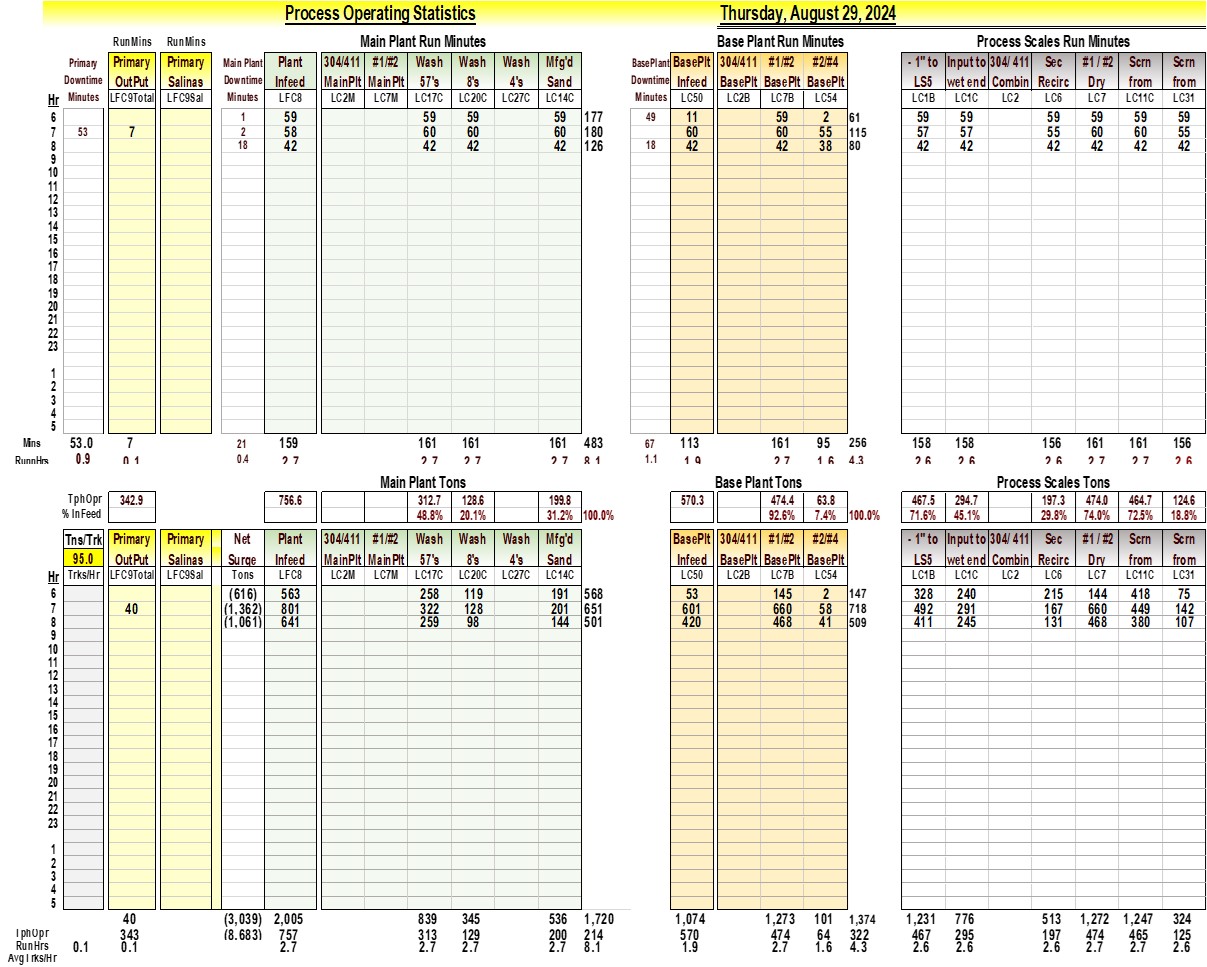 Process Operating Statistics Thursday, August 29, 2024
RunMins RunMins Main Plant Run Minutes Base Plant Run Minutes Process Scales Run Minutes
Primary Primary Primary Main Plant Plant 304/411 #1/#2 Wash Wash Wash Mfg'd BasePlant BasePlt 304/411 #1/#2 #2/#4 - 1" to Input to 304/ 411 Sec #1 / #2 Scrn Scrn
Downtime OutPut Salinas Downtime Infeed MainPlt MainPlt 57's 8's 4's Sand Downtime Infeed BasePlt BasePlt BasePlt LS5 wet end Combin Recirc Dry from from
Hr Minutes LFC9Total LFC9Sal Minutes LFC8 LC2M LC7M LC17C LC20C LC27C LC14C Minutes LC50 LC2B LC7B LC54 LC1B LC1C LC2 LC6 LC7 LC11C LC31
6 1 59 59 59 59 177 49 11 59 2 61 59 59 59 59 59 59
7 53 7 2 58 60 60 60 180 60 60 55 115 57 57 55 60 60 55
8 18 42 42 42 42 126 18 42 42 38 80 42 42 42 42 42 42
9
10
11
12
13
14
15
16
17
18
19
20
21
22
23
1
2
3
4
5
Mins 53.0 7 21 159 161 161 161 483 67 113 161 95 256 158 158 156 161 161 156
RunnHrs 0.9 0.1 0.4 2.7 2.7 2.7 2.7 8.1 1.1 1.9 2.7 1.6 4.3 2.6 2.6 2.6 2.7 2.7 2.6
Main Plant Tons Base Plant Tons Process Scales Tons
TphOpr 342.9 756.6 312.7 128.6 199.8 570.3 474.4 63.8 467.5 294.7 197.3 474.0 464.7 124.6
% InFeed 48.8% 20.1% 31.2% 100.0% 92.6% 7.4% 100.0% 71.6% 45.1% 29.8% 74.0% 72.5% 18.8%
Tns/Trk Primary Primary Net Plant 304/411 #1/#2 Wash Wash Wash Mfg'd BasePlt 304/411 #1/#2 #2/#4 - 1" to Input to 304/ 411 Sec #1 / #2 Scrn Scrn
95.0 OutPut Salinas Surge Infeed MainPlt MainPlt 57's 8's 4's Sand Infeed BasePlt BasePlt BasePlt LS5 wet end Combin Recirc Dry from from
Hr Trks/Hr LFC9Total LFC9Sal Tons LFC8 LC2M LC7M LC17C LC20C LC27C LC14C LC50 LC2B LC7B LC54 LC1B LC1C LC2 LC6 LC7 LC11C LC31
6 (616) 563 258 119 191 568 53 145 2 147 328 240 215 144 418 75
7 40 (1,362) 801 322 128 201 651 601 660 58 718 492 291 167 660 449 142
8 (1,061) 641 259 98 144 501 420 468 41 509 411 245 131 468 380 107
9
10
11
12
13
14
15
16
17
18
19
20
21
22
23
1
2
3
4
5
40 (3,039) 2,005 839 345 536 1,720 1,074 1,273 101 1,374 1,231 776 513 1,272 1,247 324
TphOpr 343 (8,683) 757 313 129 200 214 570 474 64 322 467 295 197 474 465 125
RunHrs 0.1 0.1 2.7 2.7 2.7 2.7 8.1 1.9 2.7 1.6 4.3 2.6 2.6 2.6 2.7 2.7 2.6
AvgTrks/Hr